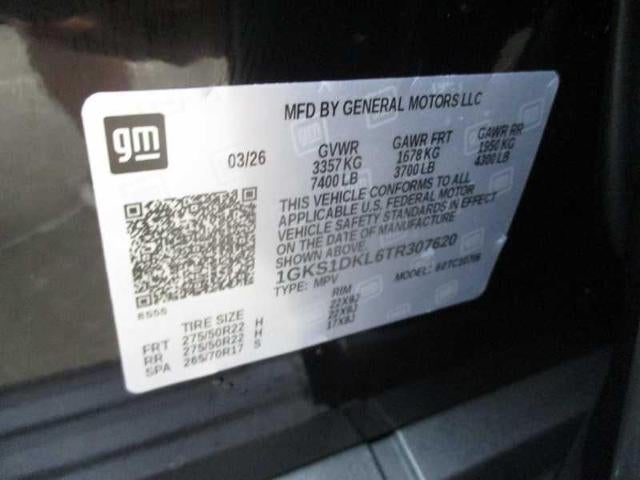 MFD BY GENERAL MOTORS LLC
gm
03/26
GVWR GAWR FRT GAWR RR
3357 KG 1678 KG 1950 KG
7400 LB 3700 LB 4300 LB
THIS VEHICLE CONFORMS TO ALL
APPLICABLE U.S. FEDERAL MOTOR
VEHICLE SAFETY STANDARDS IN EFFECT
ON THE DATE OF MANUFACTURE
SHOWN ABOVE.
1GKS1DKL6TR307620
TYPE: MPV MODEL:
8555
TIRE SIZE RIM
FRT 275/50R22 H 22X9J
RR 275/50R22 H 22X9J
SPA 265/70R17 S 17X8J